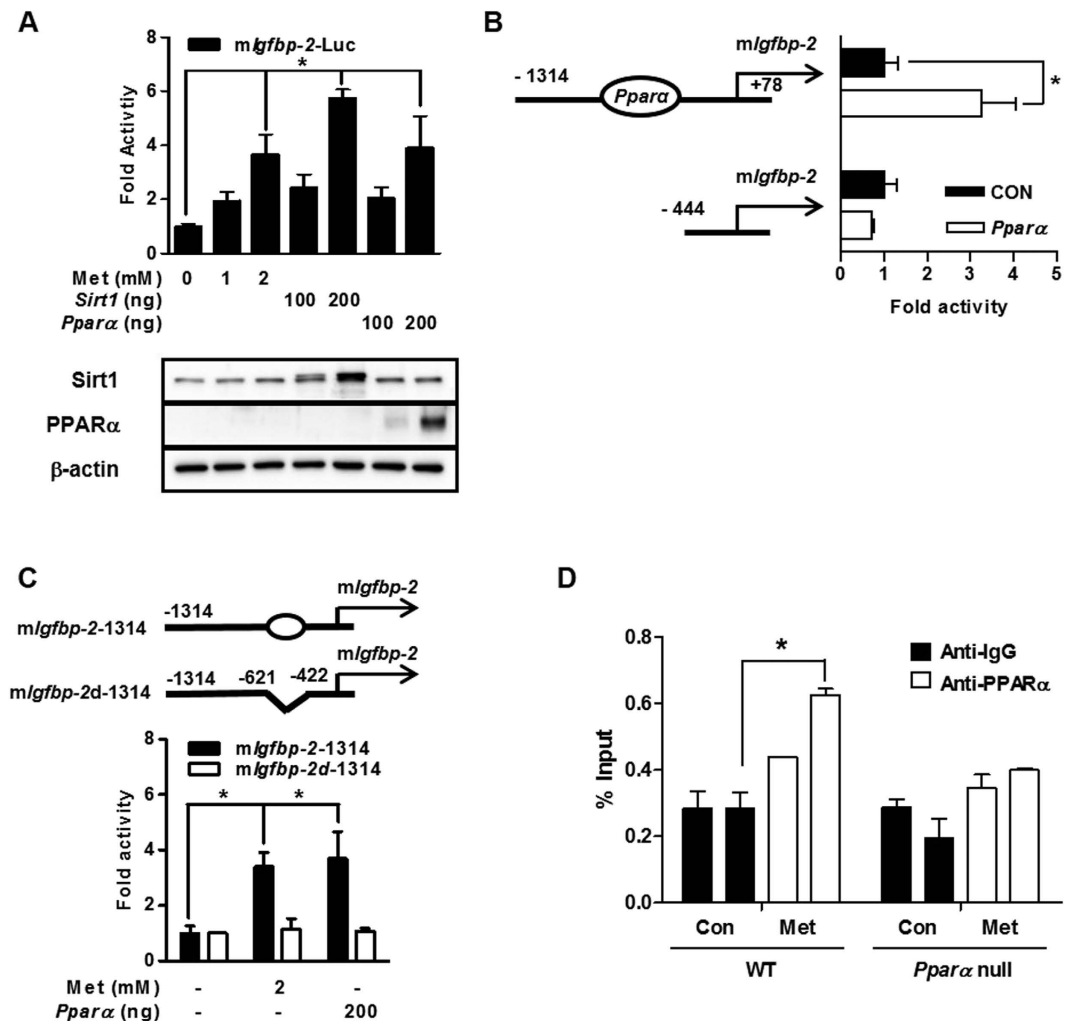 A
mIgfbp-2-Luc
*
8
6
4
2
0
Fold Activtiy
Met (mM) 0 1 2
Sirt1 (ng) 100 200
Pparα (ng) 100 200
Sirt1
PPARα
β-actin
B
mIgfbp-2
- 1314
Pparα
+78
*
mIgfbp-2
- 444
CON
Pparα
0 1 2 3 4 5
Fold activity
C
mIgfbp-2
-1314
mIgfbp-2-1314
mIgfbp-2
-1314 -621 -422
mIgfbp-2d-1314
8
6
4
2
0
Fold activity
mIgfbp-2-1314
mIgfbp-2d-1314
* *
Met (mM) - 2 -
Pparα (ng) - - 200
D
0.8
0.6
0.4
0.2
0.0
% Input
*
Anti-IgG
Anti-PPARα
Con Met Con Met
WT Pparα null